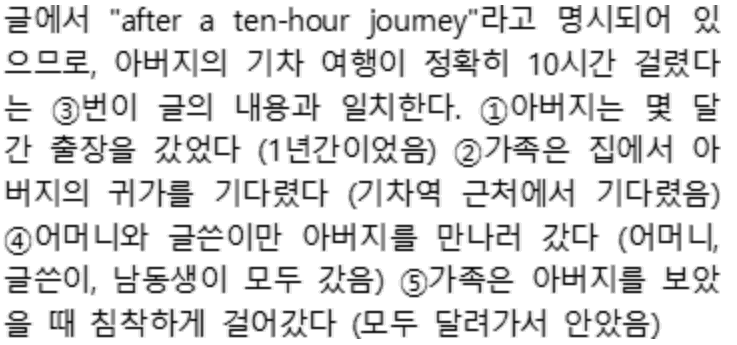 글에서 "after a ten-hour journey"라고 명시되어 있
으므로, 아버지의 기차 여행이 정확히 10시간 걸렸다
는 ③번이 글의 내용과 일치한다. ①아버지는 몇 달
간 출장을 갔었다 (1년간이었음) ②가족은 집에서 아
버지의 귀가를 기다렸다 (기차역 근처에서 기다렸음)
④어머니와 글쓴이만 아버지를 만나러 갔다 (어머니,
글쓴이, 남동생이 모두 갔음) ⑤가족은 아버지를 보았
을 때 침착하게 걸어갔다 (모두 달려가서 안았음)